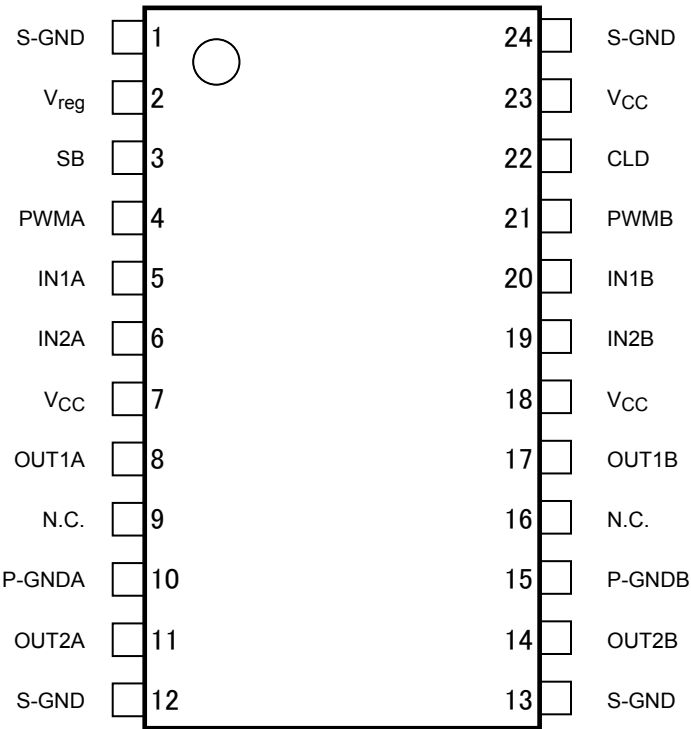 S-GND 1 24 S-GND
Vreg 2 23 VCC
SB 3 22 CLD
PWMA 4 21 PWMB
IN1A 5 20 IN1B
IN2A 6 19 IN2B
VCC 7 18 VCC
OUT1A 8 17 OUT1B
N.C. 9 16 N.C.
P-GNDA 10 15 P-GNDB
OUT2A 11 14 OUT2B
S-GND 12 13 S-GND